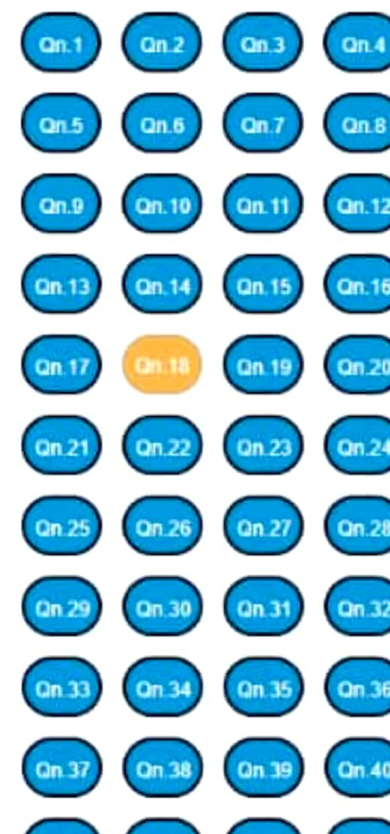 Qn.1 Qn.2 Qn.3 Qn.4
Qn.5 Qn.6 Qn.7 Qn.8
Qn.9 Qn.10 Qn.11 Qn.12
Qn.13 Qn.14 Qn.15 Qn.16
Qn.17 Qn.18 Qn.19 Qn.20
Qn.21 Qn.22 Qn.23 Qn.24
Qn.25 Qn.26 Qn.27 Qn.28
Qn.29 Qn.30 Qn.31 Qn.32
Qn.33 Qn.34 Qn.35 Qn.36
Qn.37 Qn.38 Qn.39 Qn.40